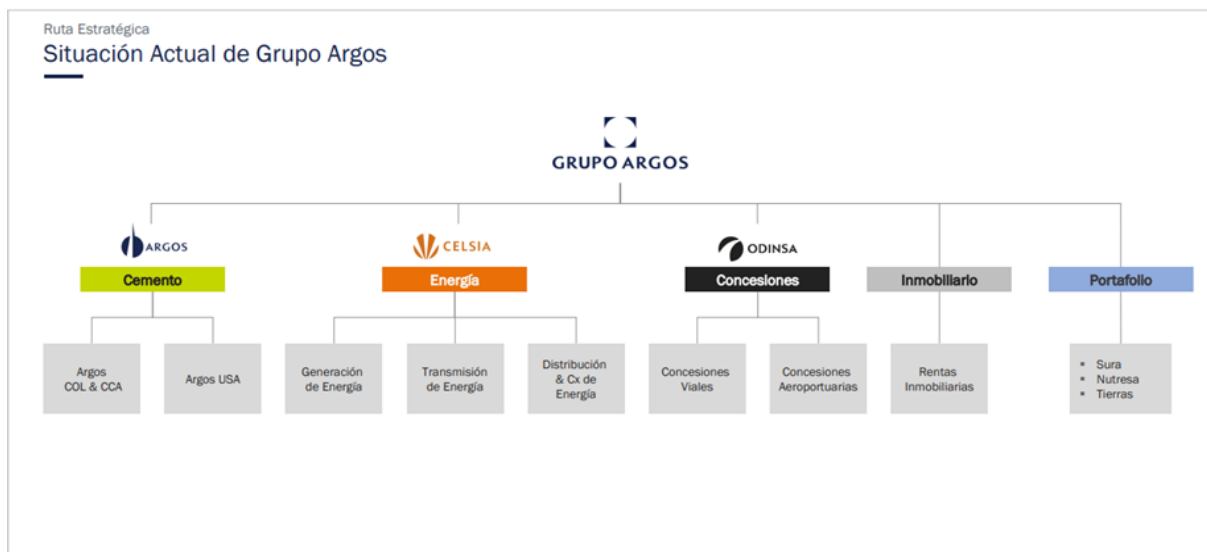 Ruta Estratégica
Situación Actual de Grupo Argos
GRUPO ARGOS
ARGOS
CELSIA
ODINSA
Cemento
Energía
Concesiones
Inmobiliario
Portafolio
Argos
COL & CCA
Argos USA
Generación
de Energía
Transmisión
de Energía
Distribución
& Cx de
Energía
Concesiones
Viales
Concesiones
Aeroportuarias
Rentas
Inmobiliarias
▪ Sura
▪ Nutresa
▪ Tierras